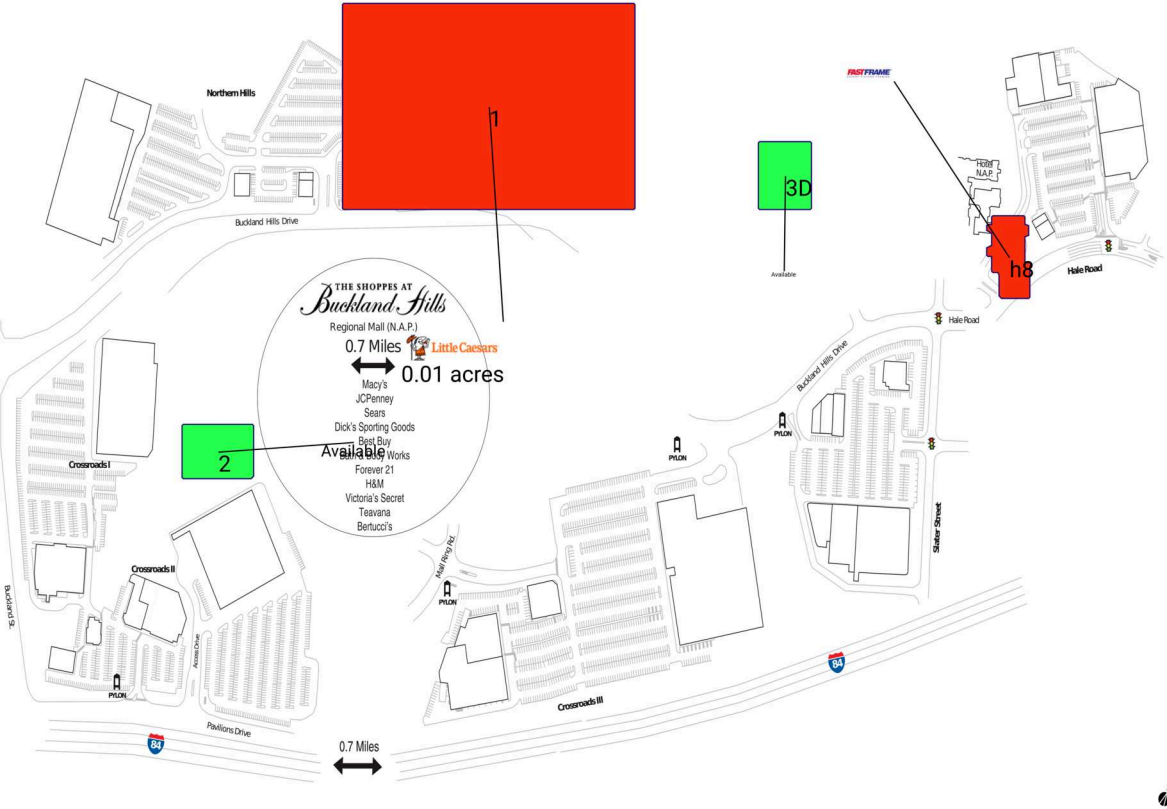 FASTFRAME
Northern Hills
1
Hotel
N.A.P.
3D
Buckland Hills Drive
h8
Hale Road
Available
THE SHOPPES AT
Buckland Hills
Regional Mall (N.A.P.)
0.7 Miles
Little Caesars
0.01 acres
Hale Road
Buckland Hills Drive
Macy's
JCPenney
Sears
Dick's Sporting Goods
Best Buy
Available
Bath & Body Works
Forever 21
H&M
Victoria's Secret
Teavana
Bertucci's
2
Crossroads I
PYLON
PYLON
Slater Street
Mall Ring Rd.
Crossroads II
PYLON
Buckland St.
Access Drive
PYLON
Crossroads III
84
Pavilions Drive
84
0.7 Miles